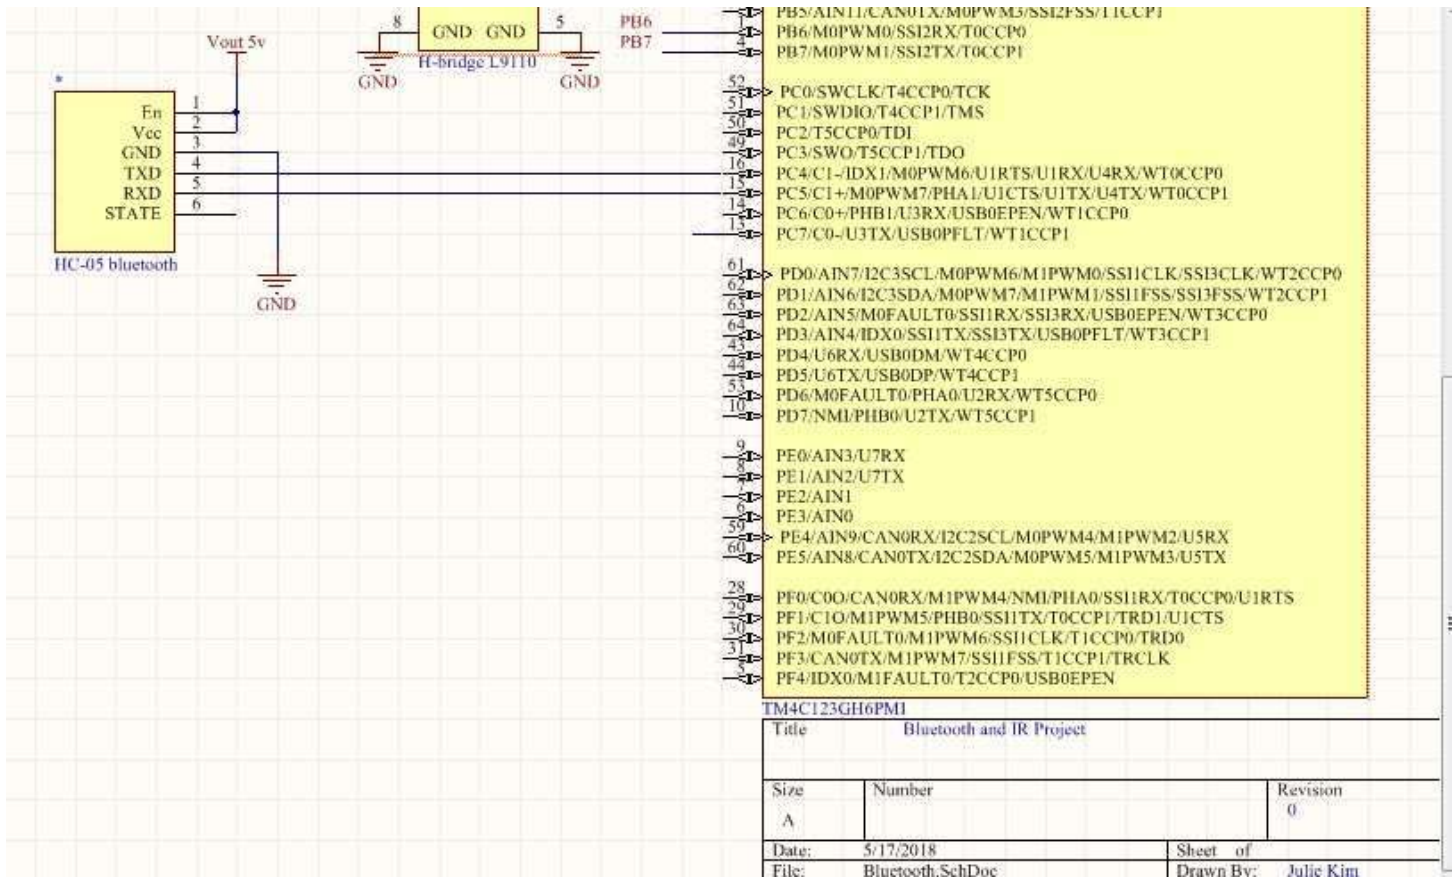 PB5/AIN11/CAN0TX/M0PWM3/SSI2FSS/T1CCP1
8 GND GND 5
PB6 1 PB6/M0PWM0/SSI2RX/T0CCP0
PB7 4 PB7/M0PWM1/SSI2TX/T0CCP1
Vout 5v
H-bridge L9110
GND GND
*
En 1
Vcc 2
GND 3
TXD 4
RXD 5
STATE 6
HC-05 bluetooth
GND
52 PC0/SWCLK/T4CCP0/TCK
51 PC1/SWDIO/T4CCP1/TMS
50 PC2/T5CCP0/TDI
49 PC3/SWO/T5CCP1/TDO
16 PC4/C1-/IDX1/M0PWM6/U1RTS/U1RX/U4RX/WT0CCP0
15 PC5/C1+/M0PWM7/PHA1/U1CTS/U1TX/U4TX/WT0CCP1
14 PC6/C0+/PHB1/U3RX/USB0EPEN/WT1CCP0
13 PC7/C0-/U3TX/USB0PFLT/WT1CCP1
61 PD0/AIN7/I2C3SCL/M0PWM6/M1PWM0/SSI1CLK/SSI3CLK/WT2CCP0
62 PD1/AIN6/I2C3SDA/M0PWM7/M1PWM1/SSI1FSS/SSI3FSS/WT2CCP1
63 PD2/AIN5/M0FAULT0/SSI1RX/SSI3RX/USB0EPEN/WT3CCP0
64 PD3/AIN4/IDX0/SSI1TX/SSI3TX/USB0PFLT/WT3CCP1
43 PD4/U6RX/USB0DM/WT4CCP0
44 PD5/U6TX/USB0DP/WT4CCP1
53 PD6/M0FAULT0/PHA0/U2RX/WT5CCP0
10 PD7/NMI/PHB0/U2TX/WT5CCP1
9 PE0/AIN3/U7RX
8 PE1/AIN2/U7TX
7 PE2/AIN1
6 PE3/AIN0
59 PE4/AIN9/CAN0RX/I2C2SCL/M0PWM4/M1PWM2/U5RX
60 PE5/AIN8/CAN0TX/I2C2SDA/M0PWM5/M1PWM3/U5TX
28 PF0/C0O/CAN0RX/M1PWM4/NMI/PHA0/SSI1RX/T0CCP0/U1RTS
29 PF1/C1O/M1PWM5/PHB0/SSI1TX/T0CCP1/TRD1/U1CTS
30 PF2/M0FAULT0/M1PWM6/SSI1CLK/T1CCP0/TRD0
31 PF3/CAN0TX/M1PWM7/SSI1FSS/T1CCP1/TRCLK
5 PF4/IDX0/M1FAULT0/T2CCP0/USB0EPEN
TM4C123GH6PMI
Title Bluetooth and IR Project
Size Number Revision
A 0
Date: 5/17/2018 Sheet of
File: Bluetooth.SchDoc Drawn By: Julie Kim